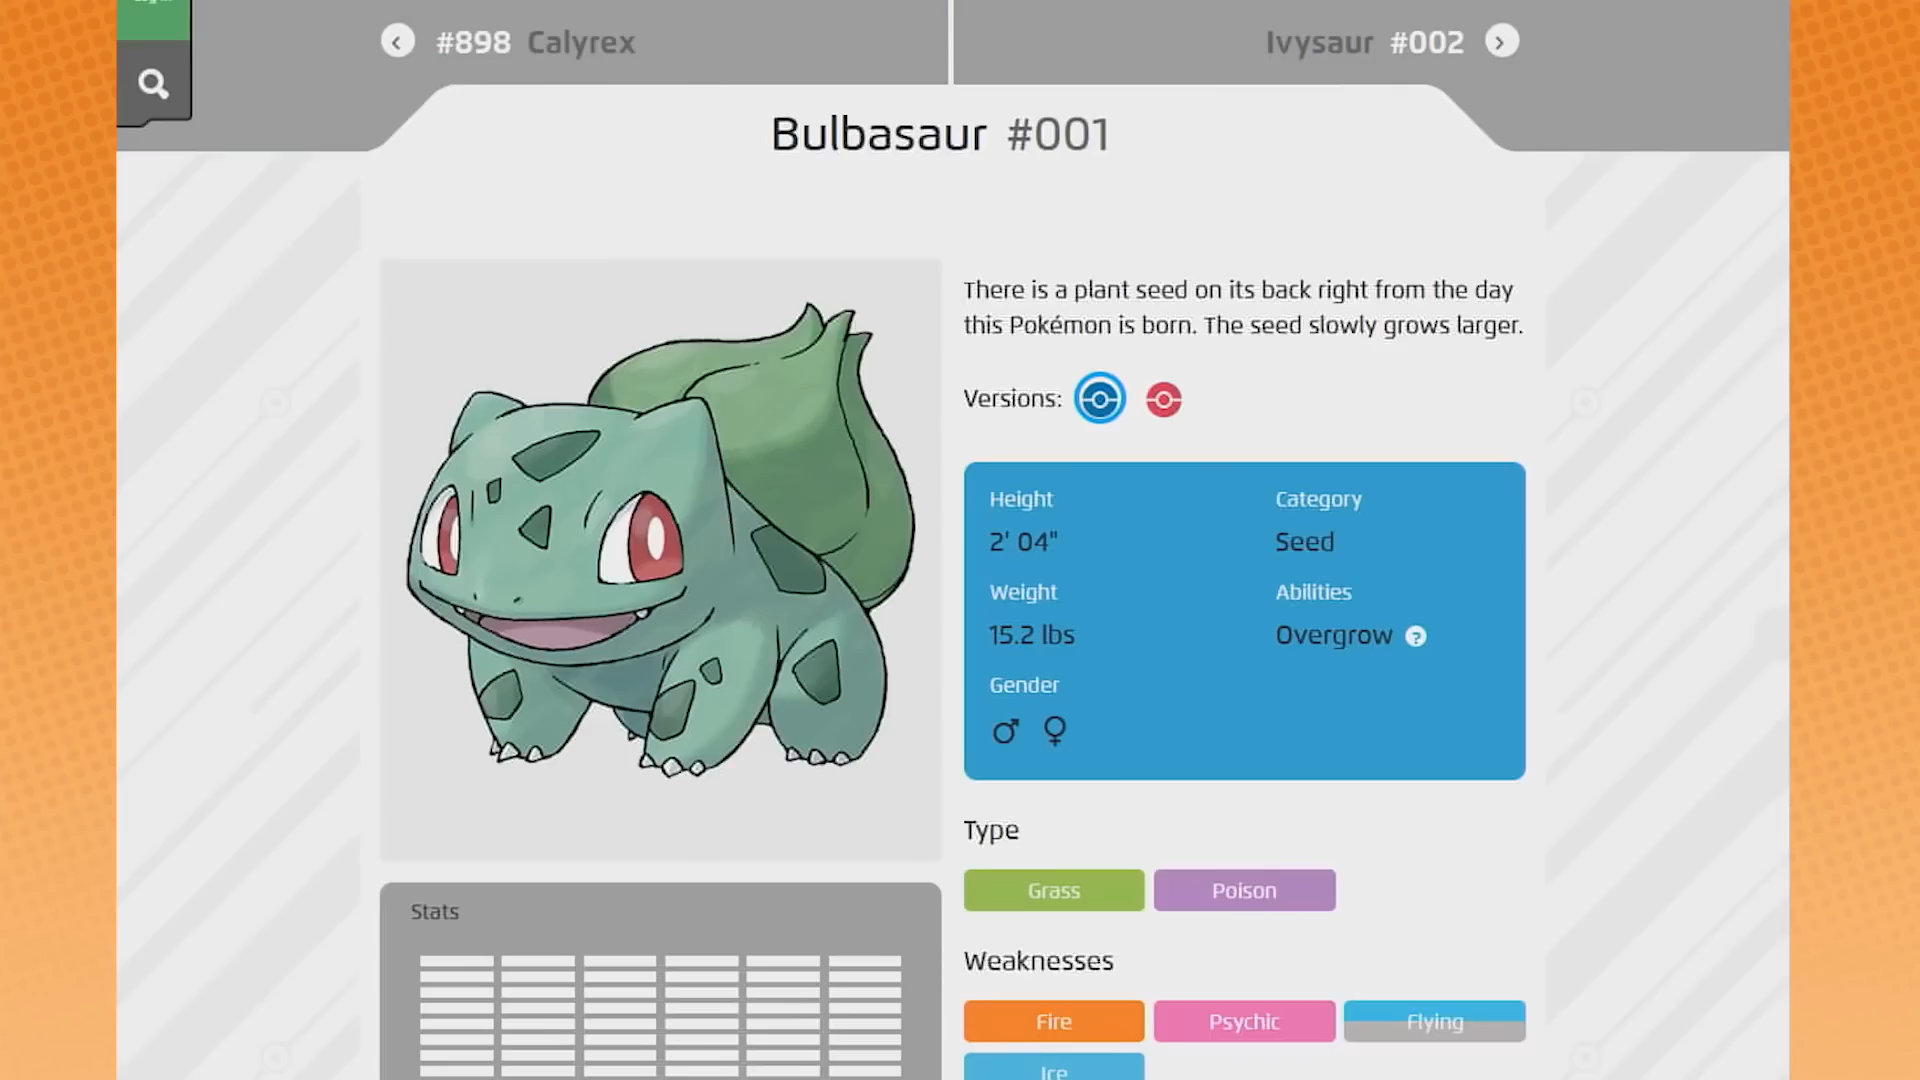 #898 Calyrex
Ivysaur #002
Bulbasaur #001
There is a plant seed on its back right from the day
this Pokémon is born. The seed slowly grows larger.
Versions:
Height
2' 04"
Category
Seed
Weight
15.2 lbs
Abilities
Overgrow ?
Gender
Type
Grass
Poison
Weaknesses
Fire
Psychic
Flying
Ice
Stats